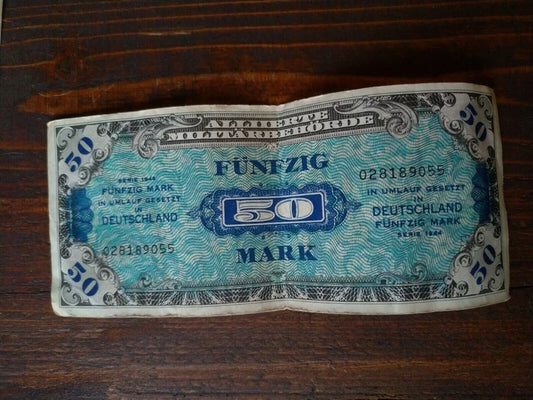 ALLIIERTE
MILITÄRBEHÖRDE
50
50
SERIE 1944
FÜNFZIG MARK
IN UMLAUF GESETZT
IN
DEUTSCHLAND
028189055
FÜNFZIG
50
MARK
028189055
IN UMLAUF GESETZT
IN
DEUTSCHLAND
FÜNFZIG MARK
SERIE 1944
50
50